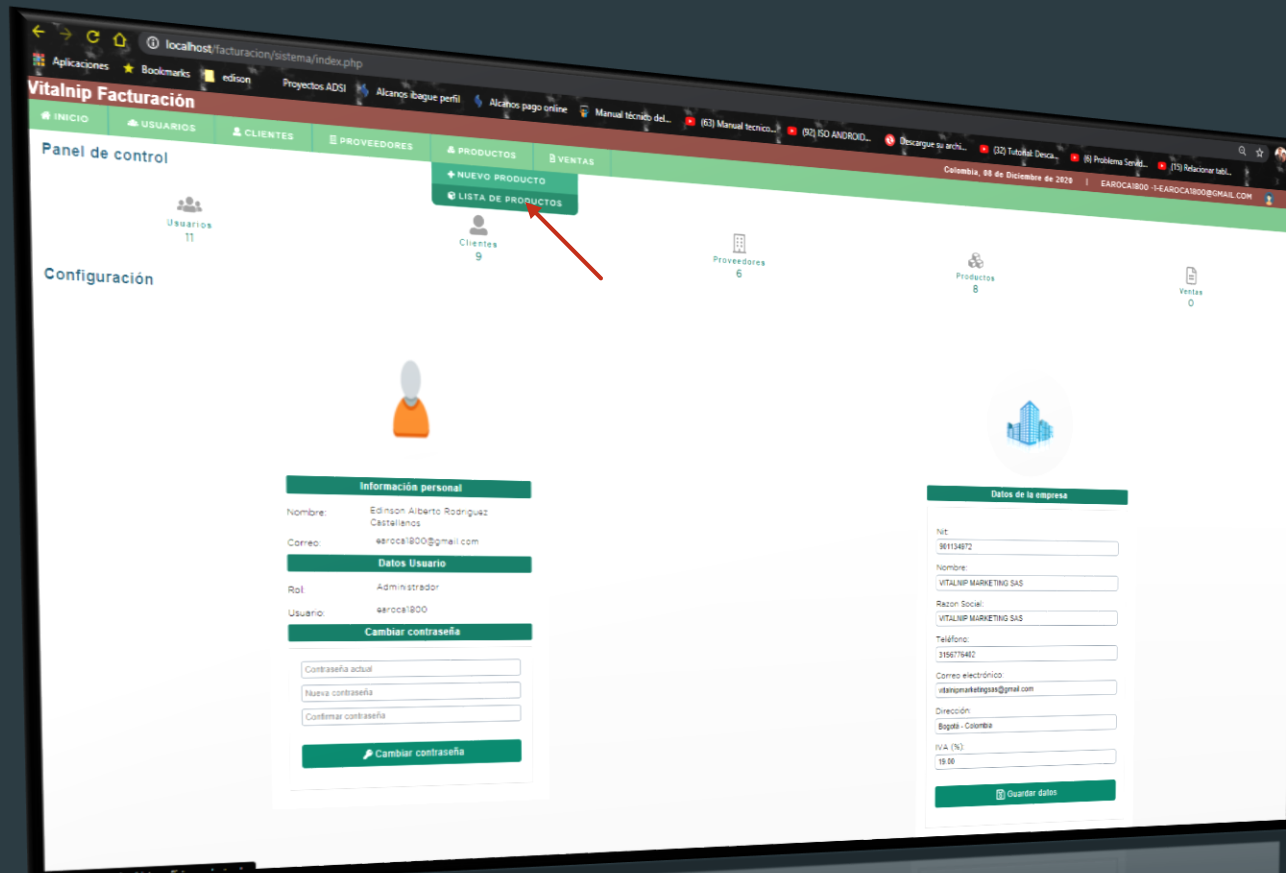 localhost/facturacion/sistema/index.php
Aplicaciones
Bookmarks
edison
Proyectos ADSI
Alcanos ibague perfil
Alcanos pago online
Manual técnico del...
(63) Manual tecnico...
(92) ISO ANDROID...
Descargue su archi...
(32) Tutorial: Desca...
(6) Problema Servid...
(15) Relacionar tabl...
Vitalnip Facturación
Colombia, 08 de Diciembre de 2020 | EAROCA1800 -1-EAROCA1800@GMAIL.COM
INICIO
USUARIOS
CLIENTES
PROVEEDORES
PRODUCTOS
VENTAS
NUEVO PRODUCTO
LISTA DE PRODUCTOS
Panel de control
Usuarios
11
Clientes
9
Proveedores
6
Productos
8
Ventas
0
Configuración
Información personal
Nombre: Edinson Alberto Rodriguez
Castellanos
Correo: earoca1800@gmail.com
Datos Usuario
Rol: Administrador
Usuario: earoca1800
Cambiar contraseña
Contraseña actual
Nueva contraseña
Confirmar contraseña
Cambiar contraseña
Datos de la empresa
Nit:
901134972
Nombre:
VITALNIP MARKETING SAS
Razon Social:
VITALNIP MARKETING SAS
Teléfono:
3156776402
Correo electrónico:
vitalnipmarketingsas@gmail.com
Dirección:
Bogotá - Colombia
IVA (%):
19.00
Guardar datos